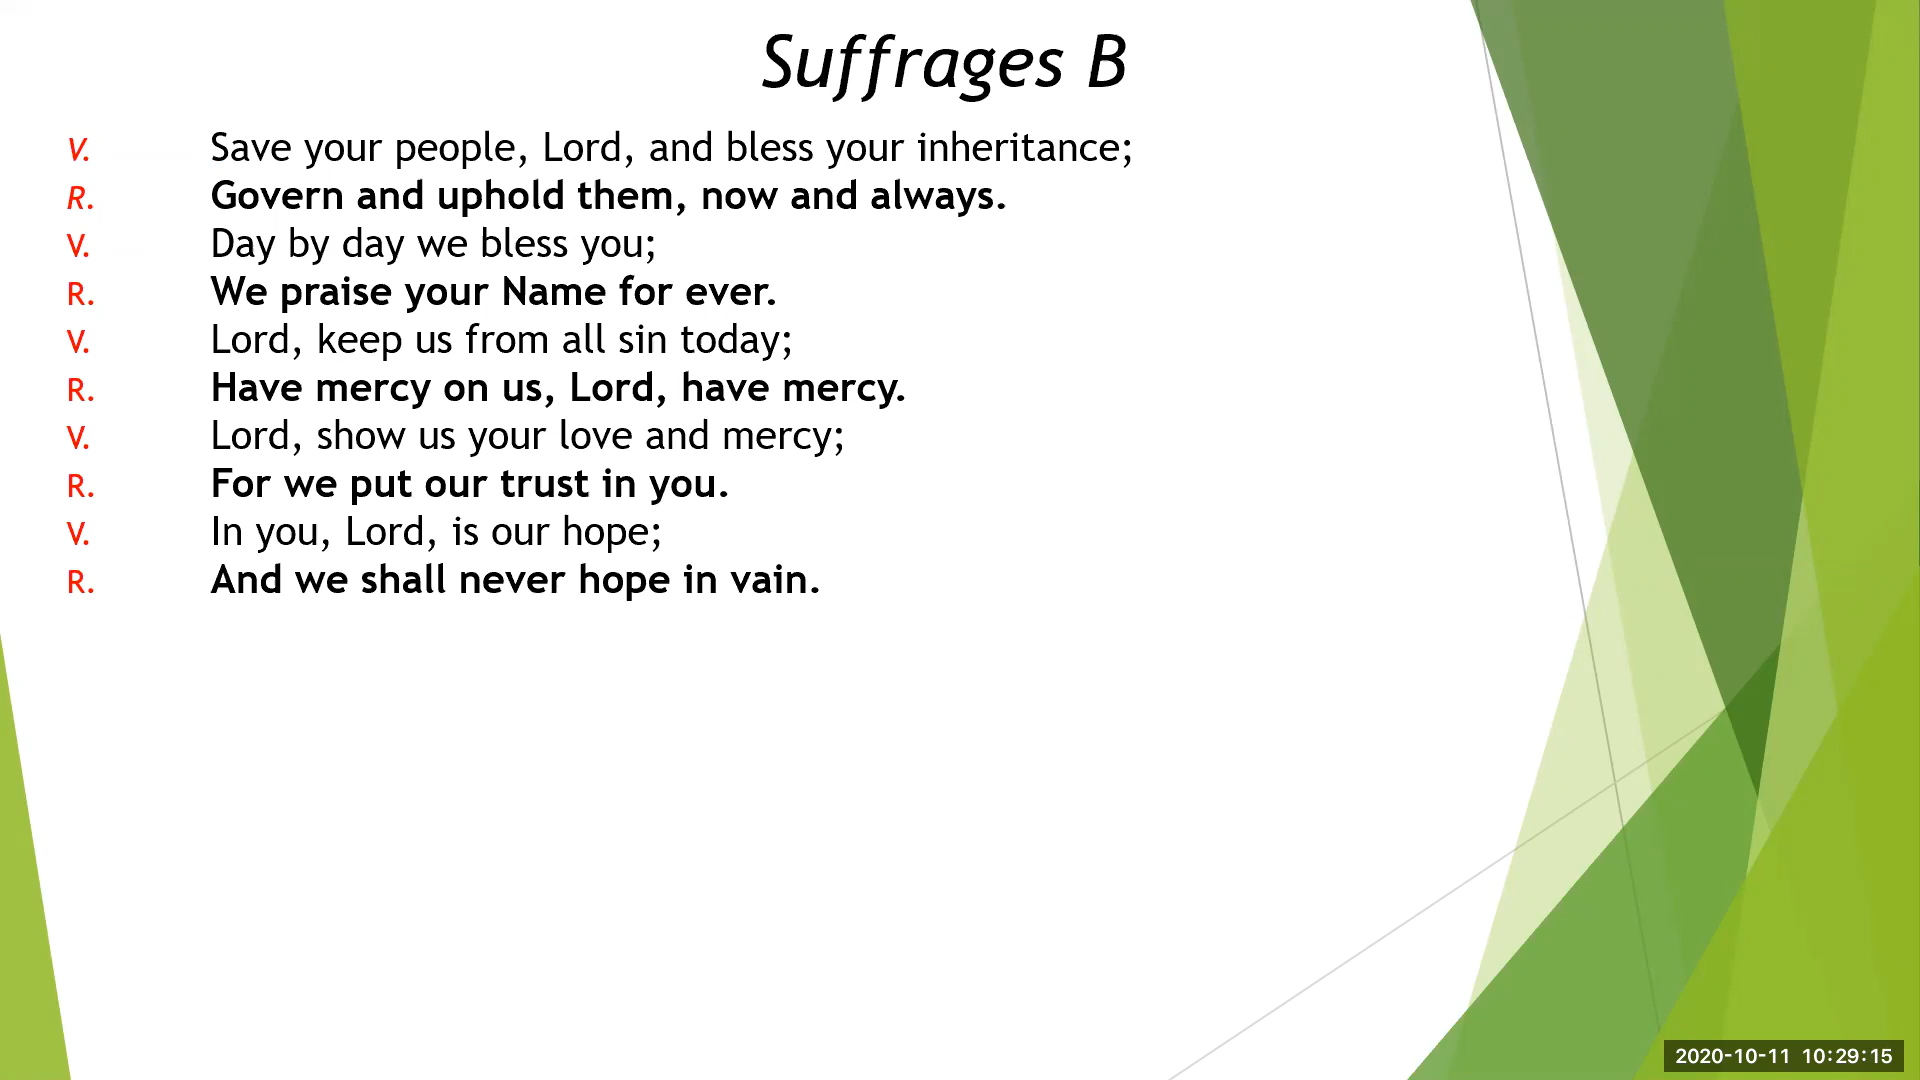 Suffrages B
V. Save your people, Lord, and bless your inheritance;
R. Govern and uphold them, now and always.
V. Day by day we bless you;
R. We praise your Name for ever.
V. Lord, keep us from all sin today;
R. Have mercy on us, Lord, have mercy.
V. Lord, show us your love and mercy;
R. For we put our trust in you.
V. In you, Lord, is our hope;
R. And we shall never hope in vain.
2020-10-11 10:29:15